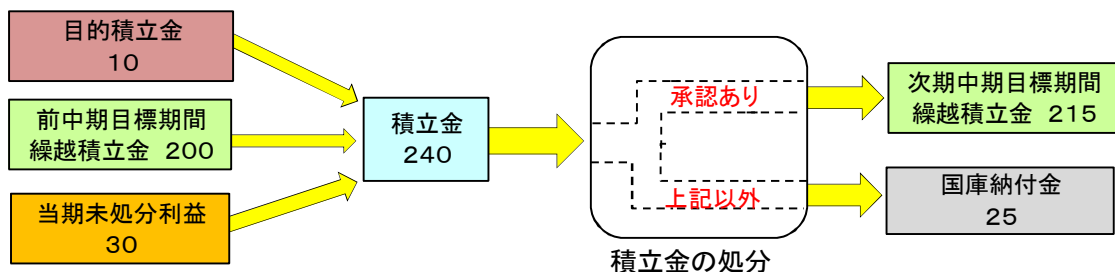 目的積立金
10
前中期目標期間
繰越積立金 200
当期未処分利益
30
積立金
240
承認あり
上記以外
積立金の処分
次期中期目標期間
繰越積立金 215
国庫納付金
25